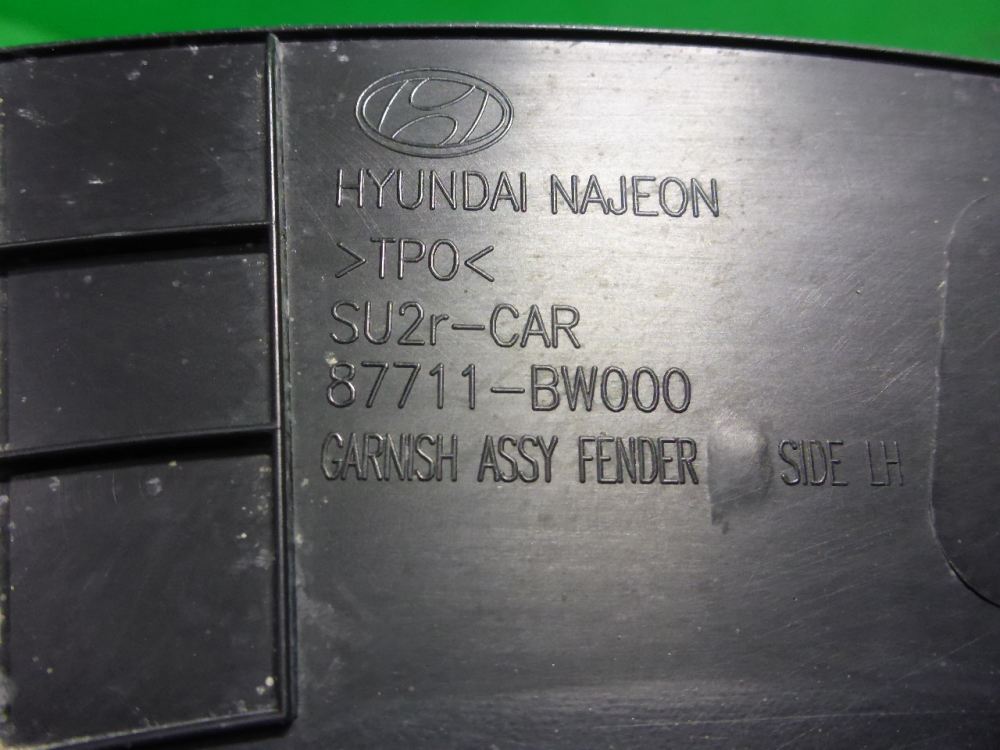 HYUNDAI NAJEON
>TPO<
SU2r-CAR
87711-BW000
GARNISH ASSY FENDER SIDE LH